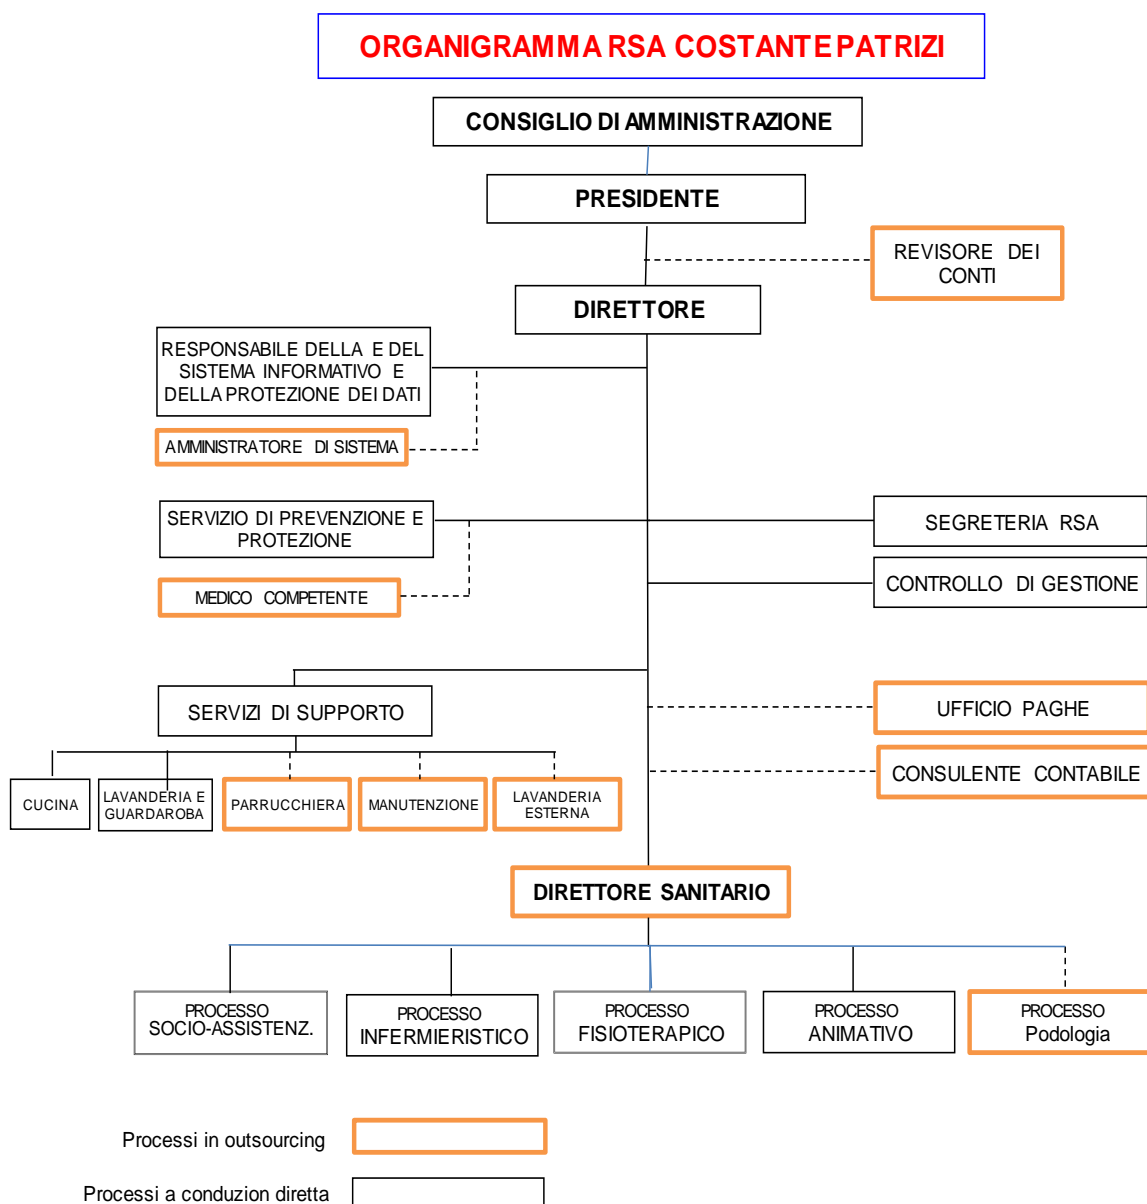 ORGANIGRAMMA RSA COSTANTE PATRIZI
CONSIGLIO DI AMMINISTRAZIONE
PRESIDENTE
REVISORE DEI
CONTI
DIRETTORE
RESPONSABILE DELLA E DEL
SISTEMA INFORMATIVO E
DELLA PROTEZIONE DEI DATI
AMMINISTRATORE DI SISTEMA
SERVIZIO DI PREVENZIONE E
PROTEZIONE
SEGRETERIA RSA
CONTROLLO DI GESTIONE
MEDICO COMPETENTE
SERVIZI DI SUPPORTO
UFFICIO PAGHE
CONSULENTE CONTABILE
CUCINA
LAVANDERIA E
GUARDAROBA
PARRUCCHIERA
MANUTENZIONE
LAVANDERIA
ESTERNA
DIRETTORE SANITARIO
PROCESSO
SOCIO-ASSISTENZ.
PROCESSO
INFERMIERISTICO
PROCESSO
FISIOTERAPICO
PROCESSO
ANIMATIVO
PROCESSO
Podologia
Processi in outsourcing
Processi a conduzion diretta